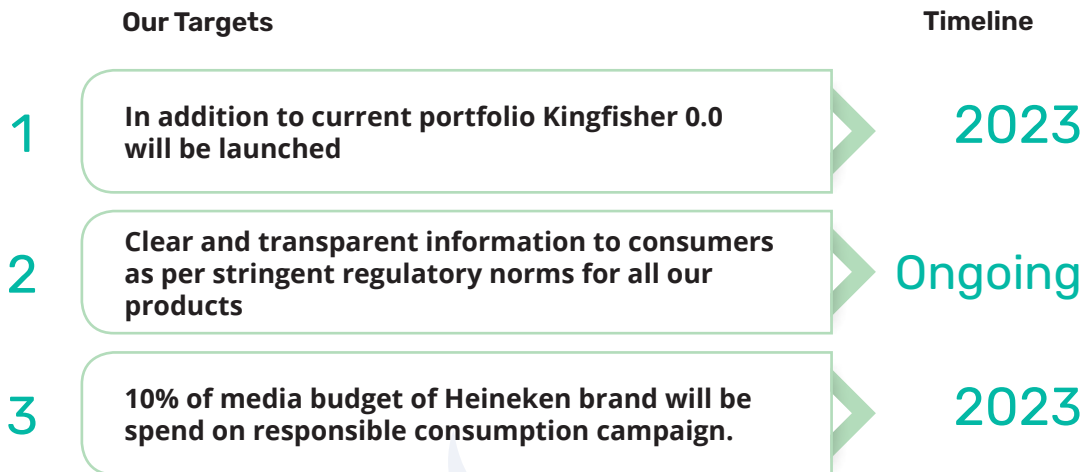 Our Targets
Timeline
1
In addition to current portfolio Kingfisher 0.0
will be launched
2023
2
Clear and transparent information to consumers
as per stringent regulatory norms for all our
products
Ongoing
3
10% of media budget of Heineken brand will be
spend on responsible consumption campaign.
2023